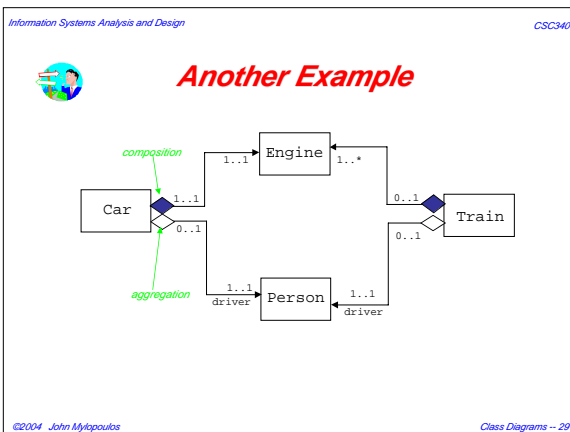 Information Systems Analysis and Design
CSC340
Another Example
composition
Engine
1..1
1..*
Car
1..1
0..1
0..1
0..1
Train
aggregation
1..1
driver
Person
1..1
driver
©2004 John Mylopoulos
Class Diagrams -- 29